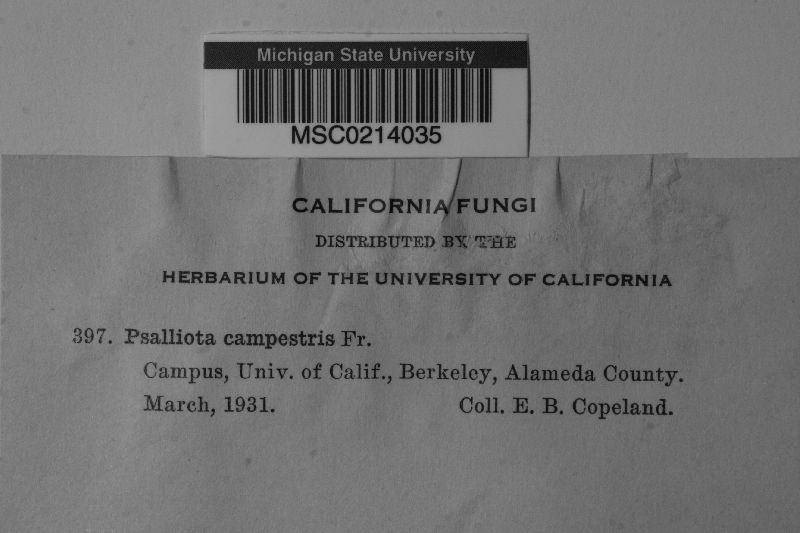 Michigan State University
MSC0214035
CALIFORNIA FUNGI
DISTRIBUTED BY THE
HERBARIUM OF THE UNIVERSITY OF CALIFORNIA
397. Psalliota campestris Fr.
Campus, Univ. of Calif., Berkeley, Alameda County.
March, 1931. Coll. E. B. Copeland.